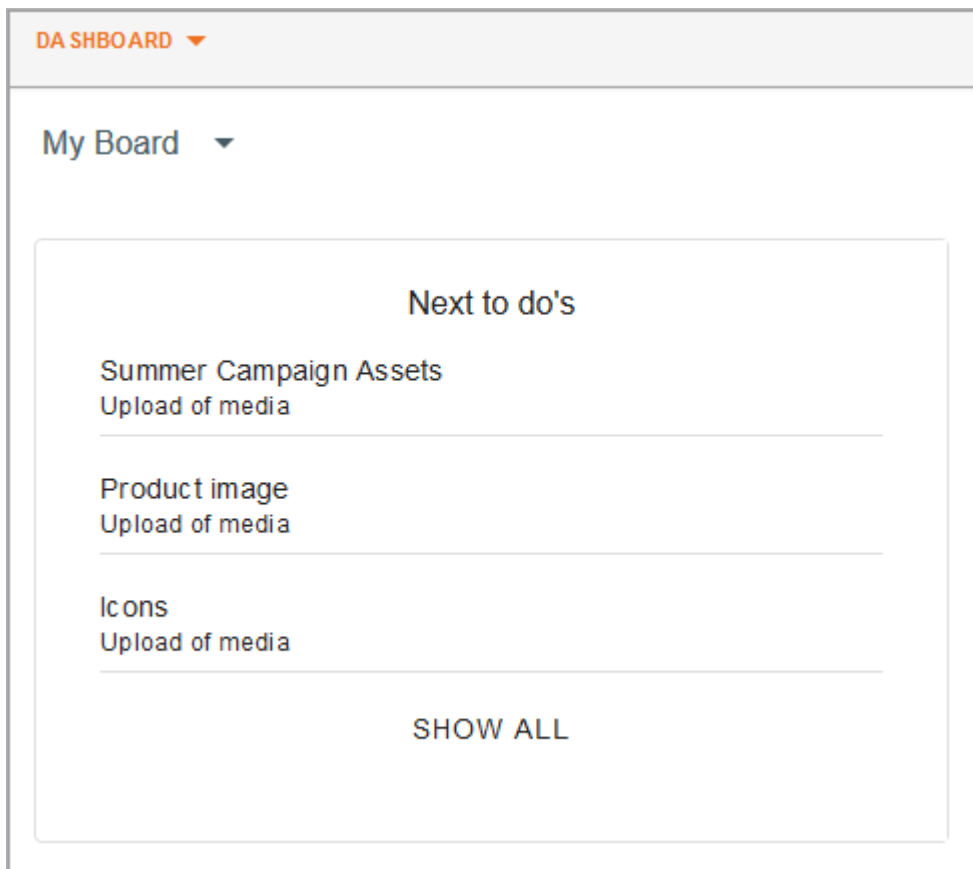 DASHBOARD
My Board
Next to do's
Summer Campaign Assets
Upload of media
Product image
Upload of media
Icons
Upload of media
SHOW ALL